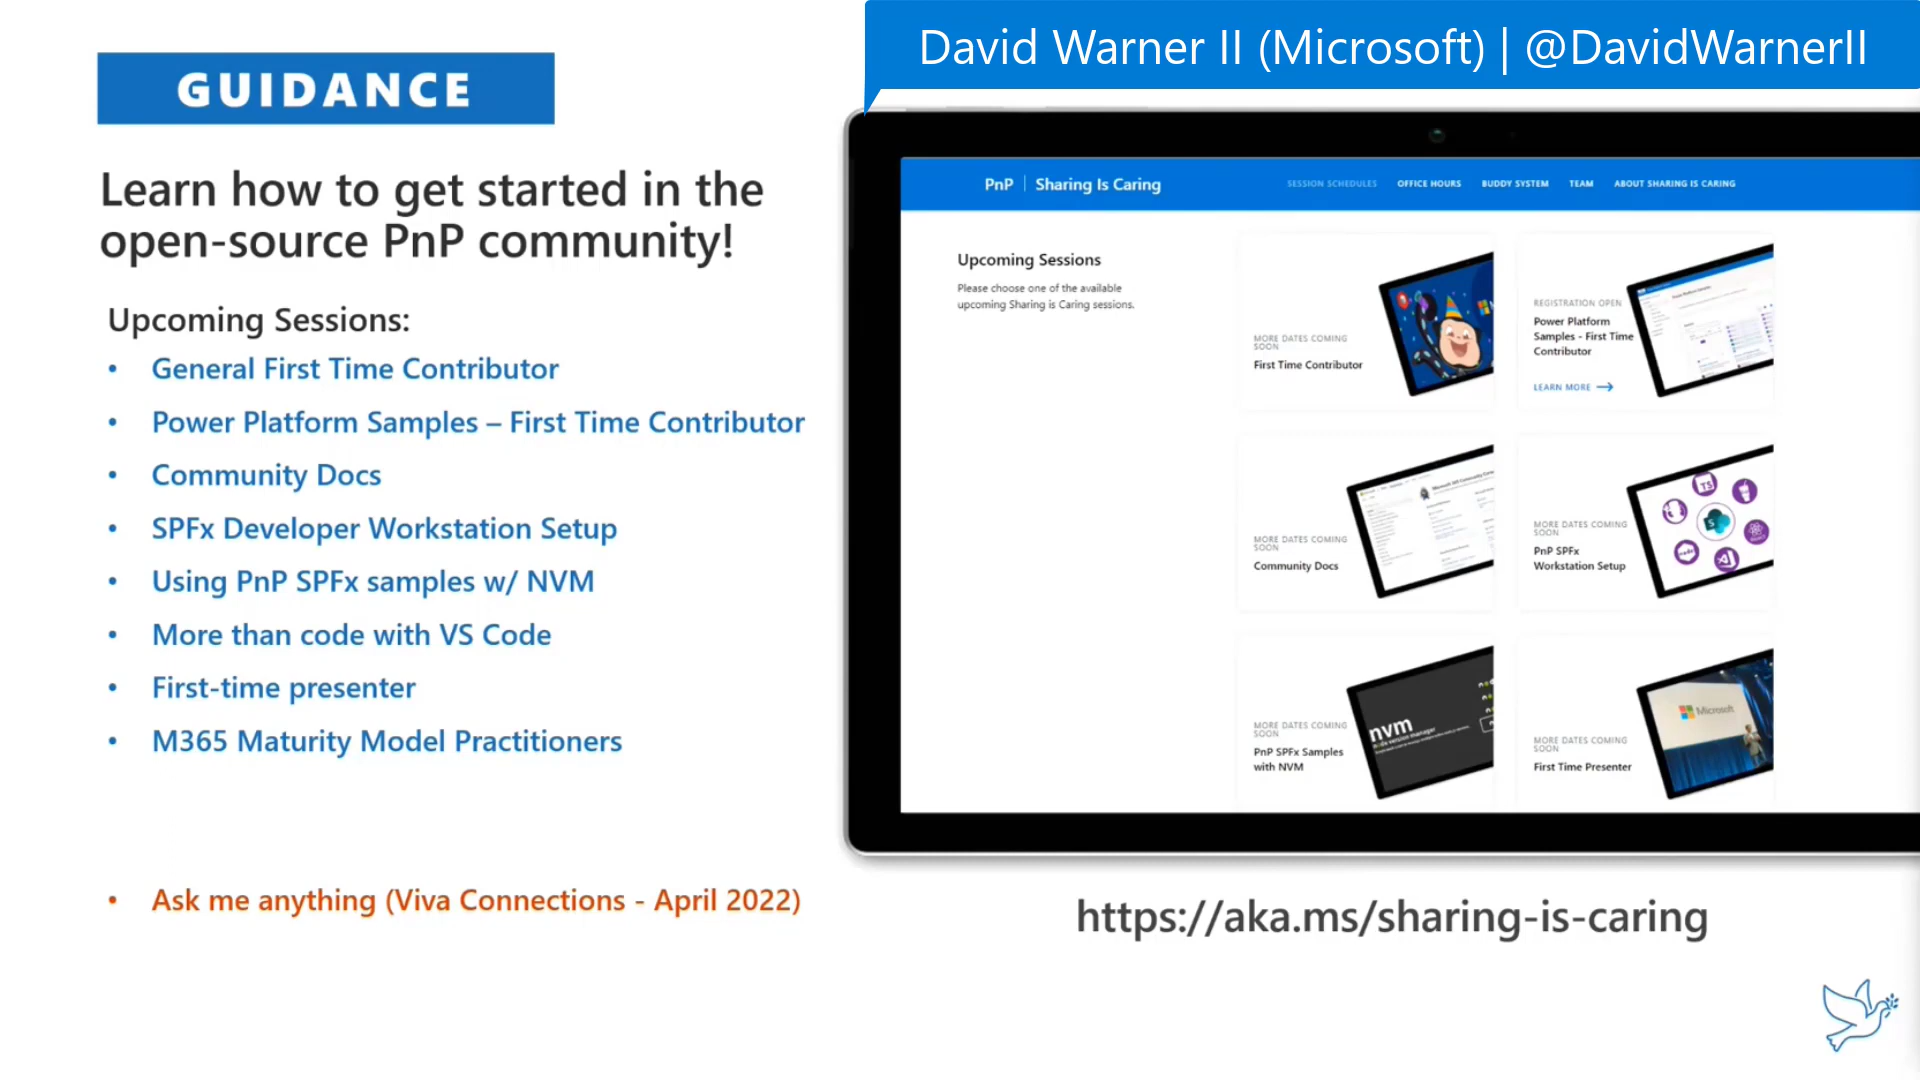 David Warner II (Microsoft) | @DavidWarnerII
GUIDANCE
Learn how to get started in the
open-source PnP community!
Upcoming Sessions:
• General First Time Contributor
• Power Platform Samples – First Time Contributor
• Community Docs
• SPFx Developer Workstation Setup
• Using PnP SPFx samples w/ NVM
• More than code with VS Code
• First-time presenter
• M365 Maturity Model Practitioners
• Ask me anything (Viva Connections - April 2022)
PnP | Sharing Is Caring
SESSION SCHEDULES OFFICE HOURS BUDDY SYSTEM TEAM ABOUT SHARING IS CARING
Upcoming Sessions
Please choose one of the available
upcoming Sharing is Caring sessions.
MORE DATES COMING
SOON
First Time Contributor
REGISTRATION OPEN
Power Platform
Samples - First Time
Contributor
LEARN MORE
MORE DATES COMING
SOON
Community Docs
MORE DATES COMING
SOON
PnP SPFx
Workstation Setup
TS
S
node
MORE DATES COMING
SOON
PnP SPFx Samples
with NVM
nvm
node version manager
MORE DATES COMING
SOON
First Time Presenter
Microsoft
https://aka.ms/sharing-is-caring